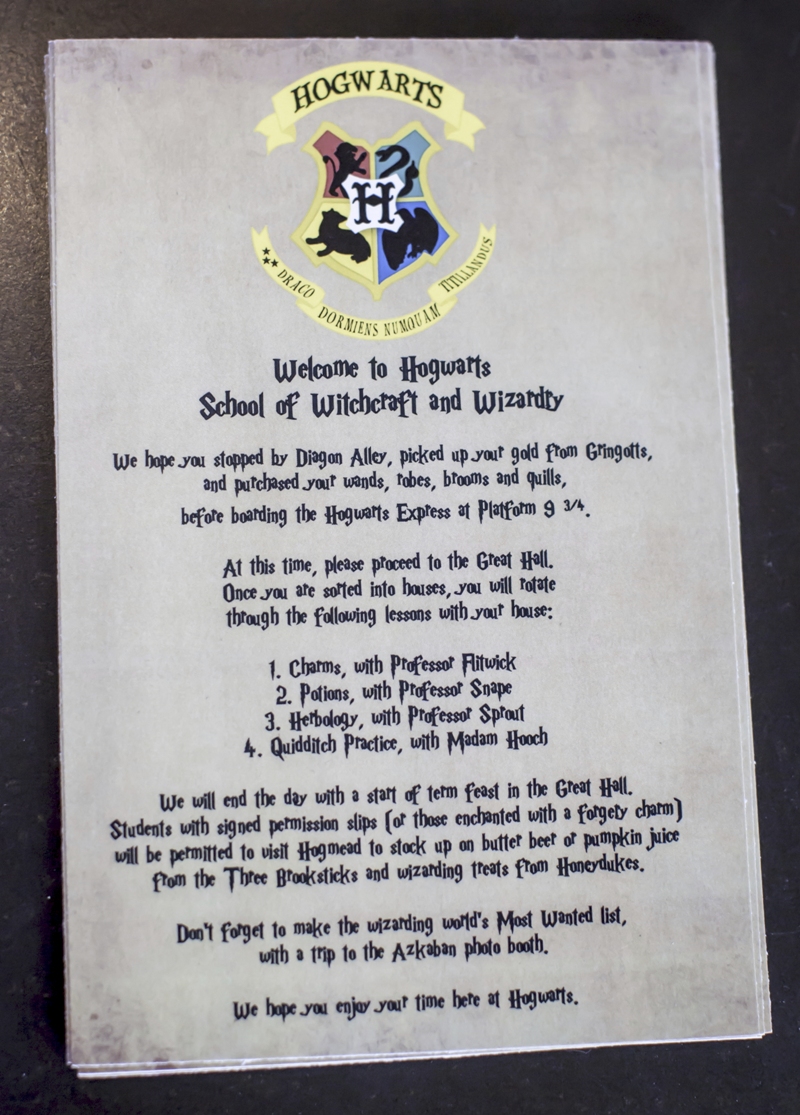 HOGWARTS
H
DRACO DORMIENS NUMQUAM TITILLANDUS
Welcome to Hogwarts
School of Witchcraft and Wizardry
We hope you stopped by Diagon Alley, picked up your gold from Gringotts,
and purchased your wands, robes, brooms and quills,
before boarding the Hogwarts Express at Platform 9 3/4.
At this time, please proceed to the Great Hall.
Once you are sorted into houses, you will rotate
through the following lessons with your house:
1. Charms, with Professor Flitwick
2. Potions, with Professor Snape
3. Herbology, with Professor Sprout
4. Quidditch Practice, with Madam Hooch
We will end the day with a start of term feast in the Great Hall.
Students with signed permission slips (or those enchanted with a forgery charm)
will be permitted to visit Hogmead to stock up on butter beer or pumpkin juice
from the Three Brooksticks and wizarding treats from Honeydukes.
Don't forget to make the wizarding world's Most Wanted list,
with a trip to the Azkaban photo booth.
We hope you enjoy your time here at Hogwarts.